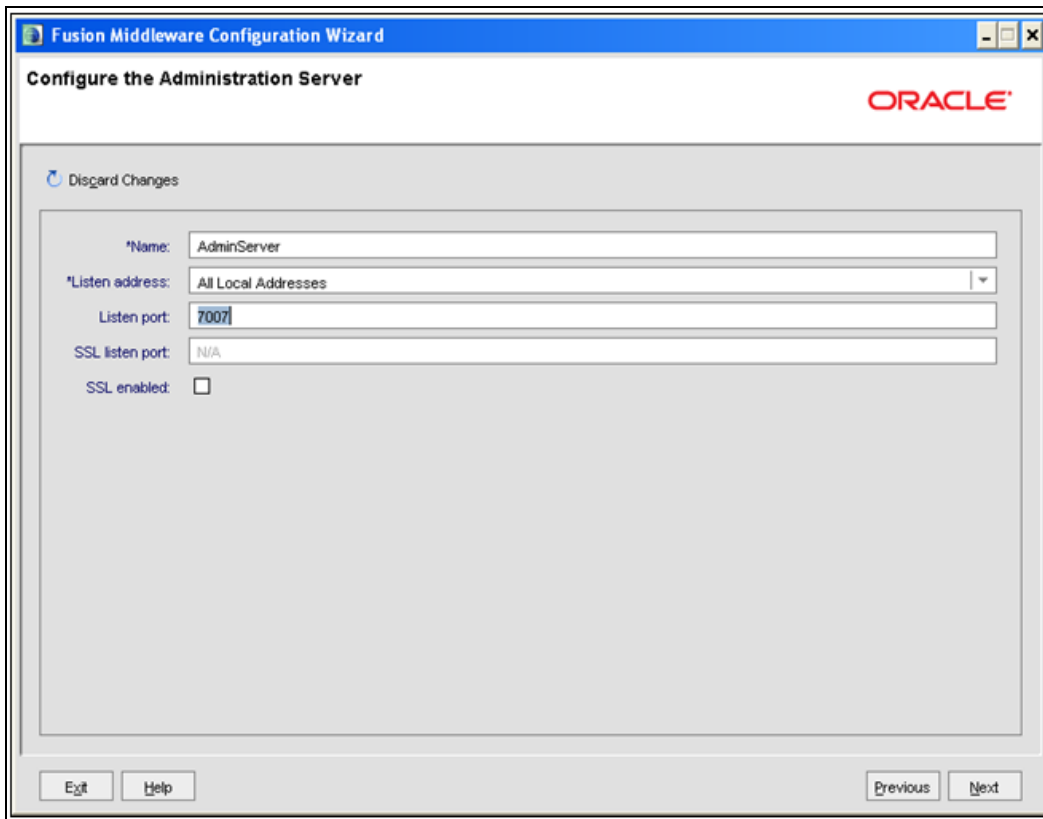 Fusion Middleware Configuration Wizard
Configure the Administration Server
ORACLE
Discard Changes
*Name: AdminServer
*Listen address: All Local Addresses
Listen port: 7007
SSL listen port: N/A
SSL enabled:
Exit Help Previous Next